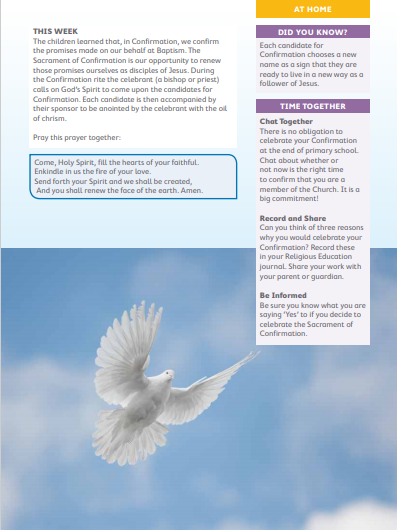 AT HOME
THIS WEEK
The children learned that, in Confirmation, we confirm
the promises made on our behalf at Baptism. The
Sacrament of Confirmation is our opportunity to renew
those promises ourselves as disciples of Jesus. During
the Confirmation rite the celebrant (a bishop or priest)
calls on God's Spirit to come upon the candidates for
Confirmation. Each candidate is then accompanied by
their sponsor to be anointed by the celebrant with the oil
of chrism.
Pray this prayer together:
Come, Holy Spirit, fill the hearts of your faithful.
Enkindle in us the fire of your love.
Send forth your Spirit and we shall be created,
And you shall renew the face of the earth. Amen.
DID YOU KNOW?
Each candidate for
Confirmation chooses a new
name as a sign that they are
ready to live in a new way as a
follower of Jesus.
TIME TOGETHER
Chat Together
There is no obligation to
celebrate your Confirmation
at the end of primary school.
Chat about whether or
not now is the right time
to confirm that you are a
member of the Church. It is a
big commitment!
Record and Share
Can you think of three reasons
why you would celebrate your
Confirmation? Record these
in your Religious Education
journal. Share your work with
your parent or guardian.
Be Informed
Be sure you know what you are
saying 'Yes' to if you decide to
celebrate the Sacrament of
Confirmation.